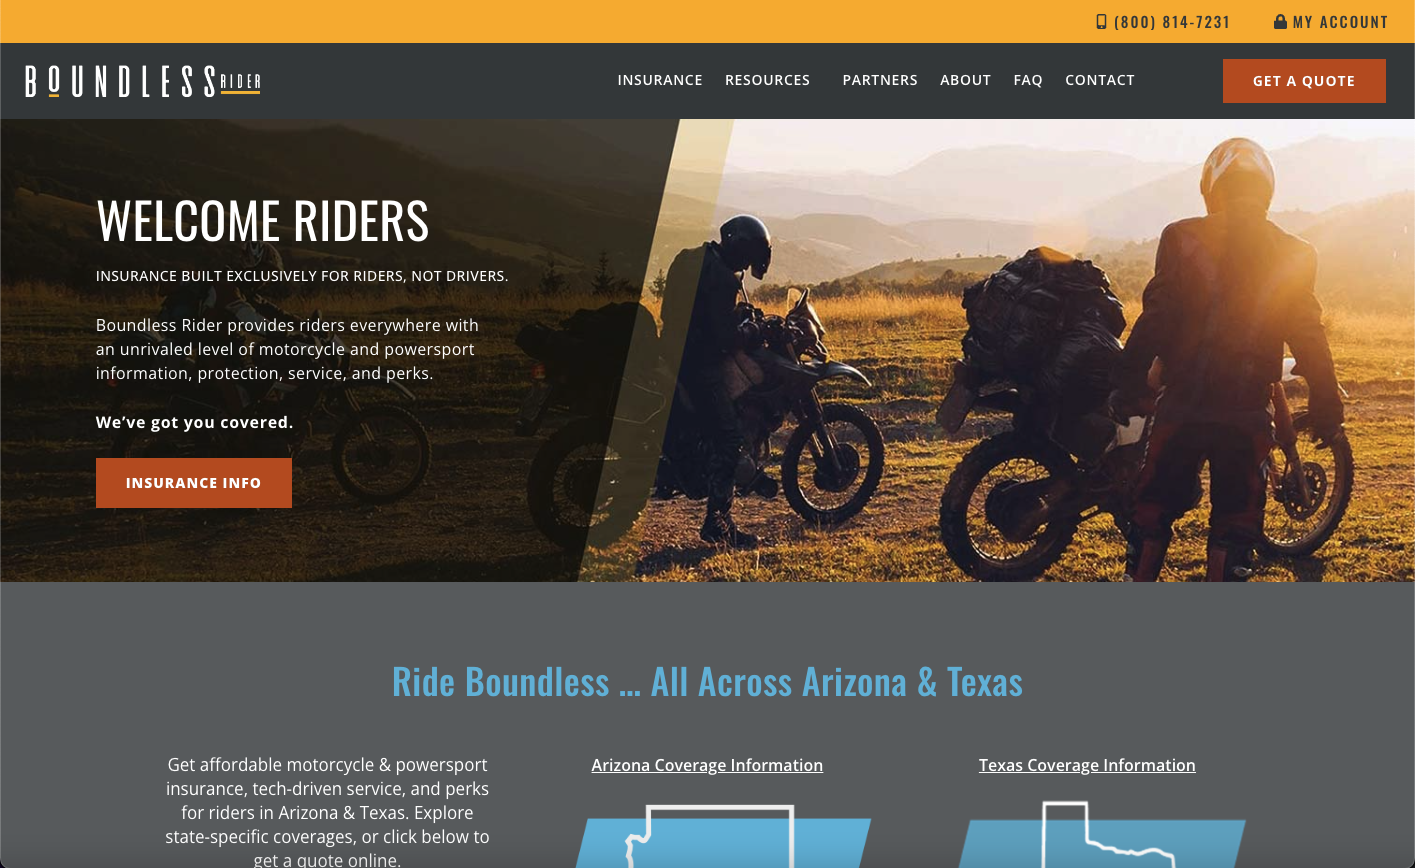 (800) 814-7231 MY ACCOUNT
BOUNDLESS RIDER
INSURANCE RESOURCES PARTNERS ABOUT FAQ CONTACT GET A QUOTE
WELCOME RIDERS
INSURANCE BUILT EXCLUSIVELY FOR RIDERS, NOT DRIVERS.
Boundless Rider provides riders everywhere with
an unrivaled level of motorcycle and powersport
information, protection, service, and perks.
We’ve got you covered.
INSURANCE INFO
Ride Boundless ... All Across Arizona & Texas
Get affordable motorcycle & powersport
insurance, tech-driven service, and perks
for riders in Arizona & Texas. Explore
state-specific coverages, or click below to
get a quote online.
Arizona Coverage Information
Texas Coverage Information